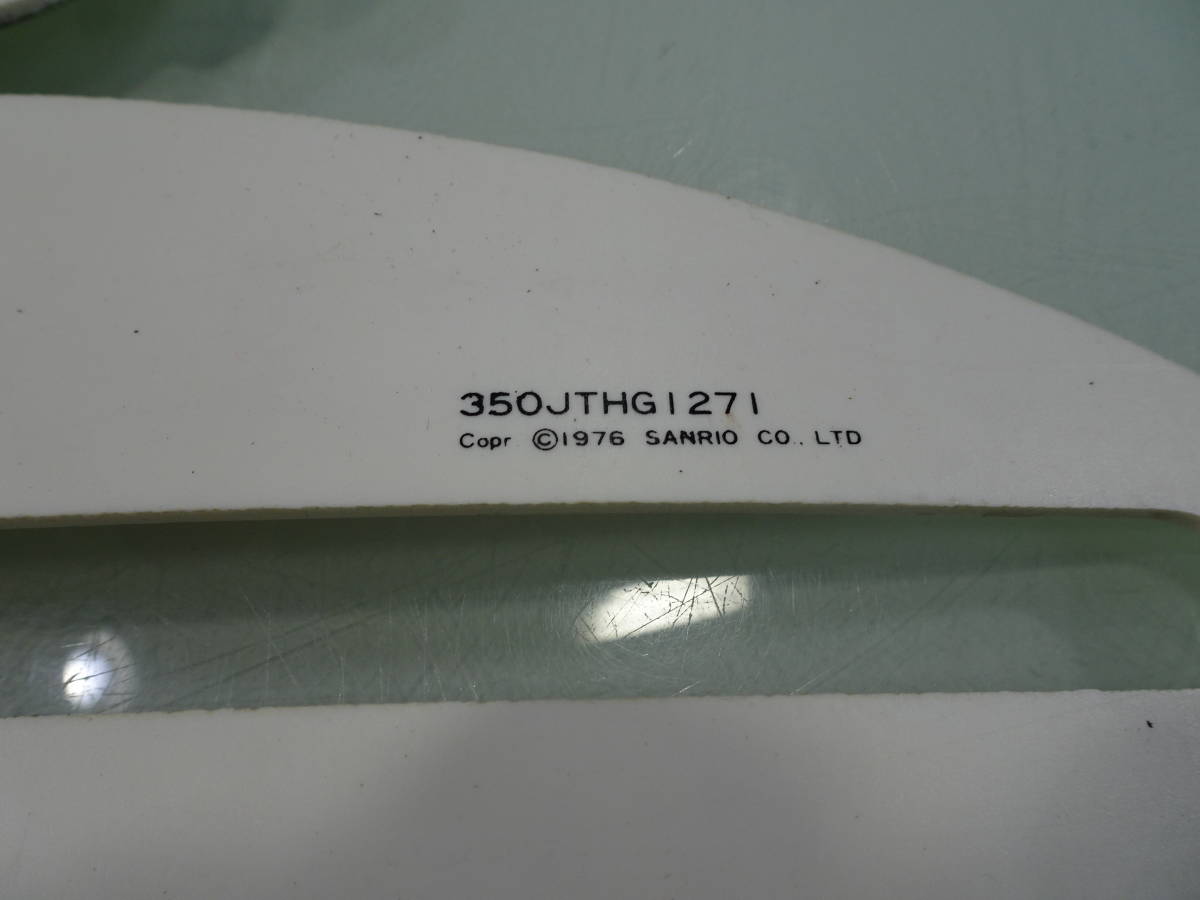 350JTHG1271
Copr ©1976 SANRIO CO., LTD